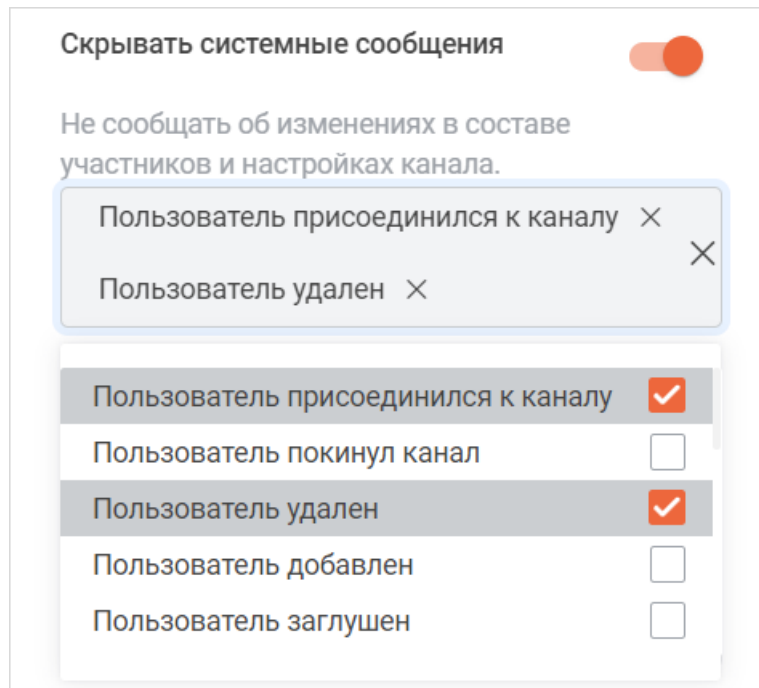 Скрывать системные сообщения
Не сообщать об изменениях в составе
участников и настройках канала.
Пользователь присоединился к каналу
Пользователь удален
Пользователь присоединился к каналу
Пользователь покинул канал
Пользователь удален
Пользователь добавлен
Пользователь заглушен